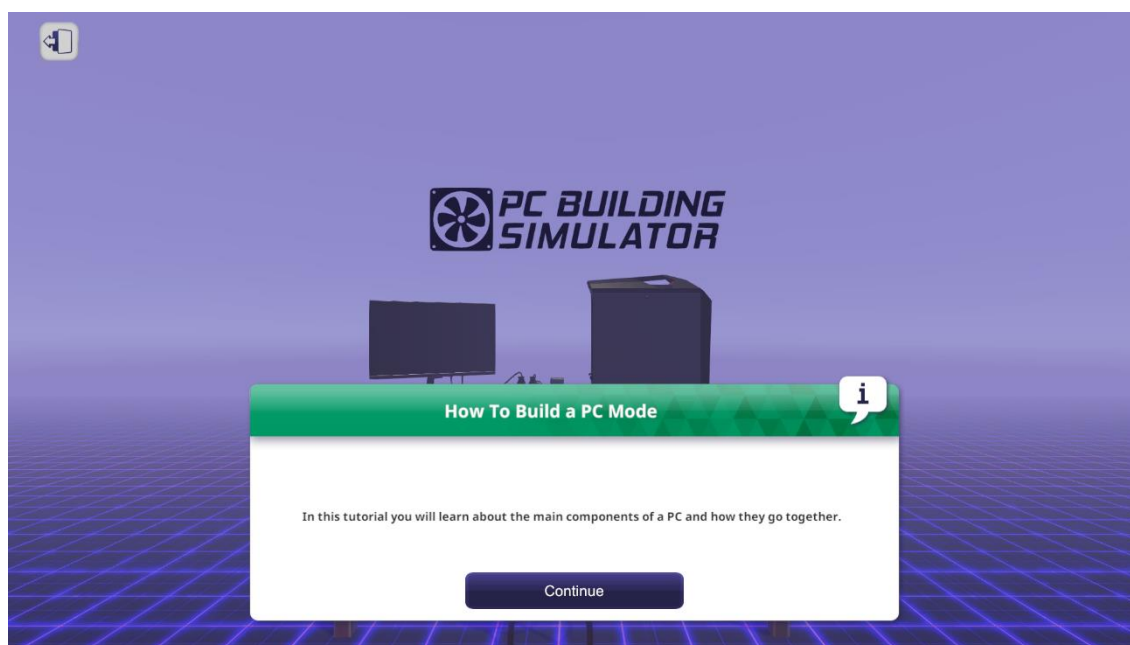 PC BUILDING
SIMULATOR
How To Build a PC Mode
i
In this tutorial you will learn about the main components of a PC and how they go together.
Continue